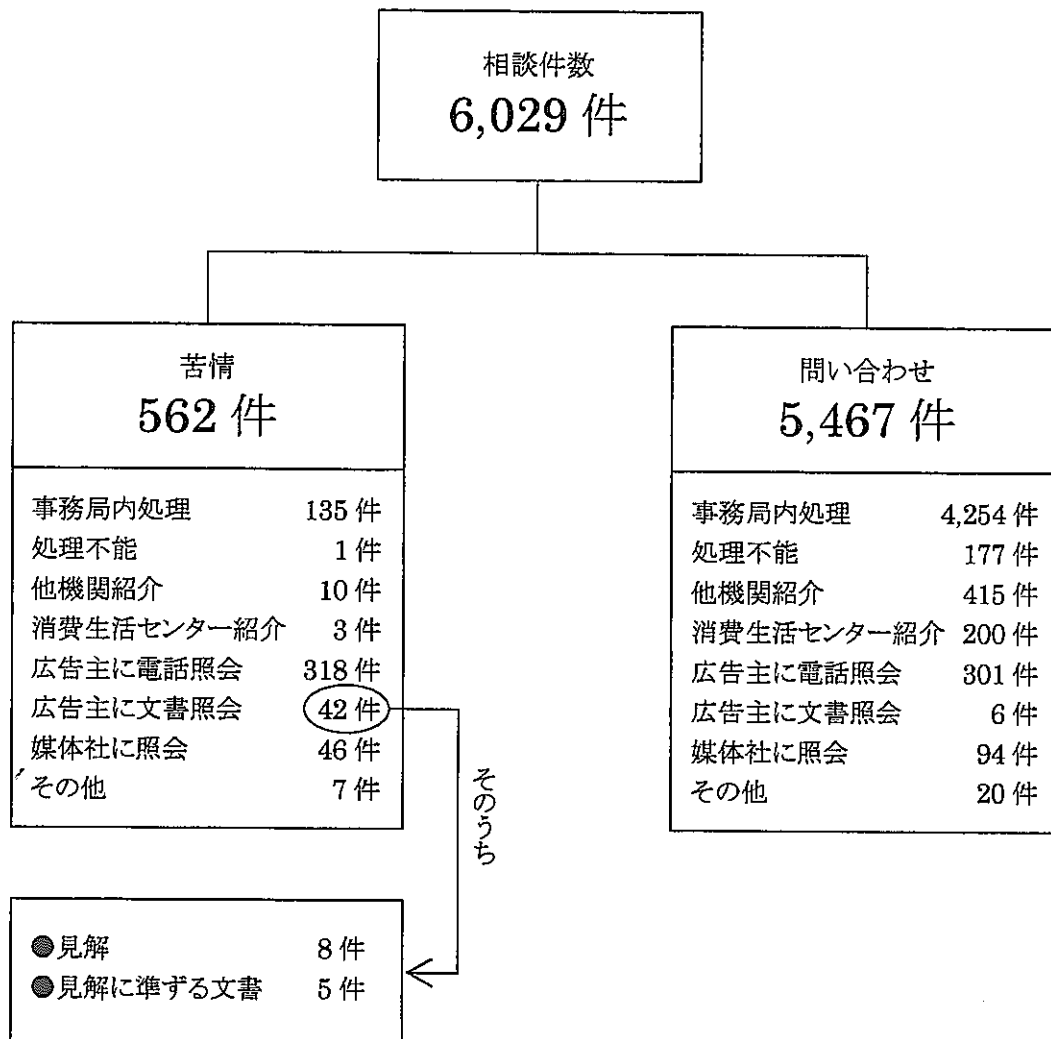 相談件数
6,029 件
苦情
562 件
事務局内処理 135 件
処理不能 1 件
他機関紹介 10 件
消費生活センター紹介 3 件
広告主に電話照会 318 件
広告主に文書照会 42 件
媒体社に照会 46 件
その他 7 件
問い合わせ
5,467 件
事務局内処理 4,254 件
処理不能 177 件
他機関紹介 415 件
消費生活センター紹介 200 件
広告主に電話照会 301 件
広告主に文書照会 6 件
媒体社に照会 94 件
その他 20 件
そのうち
●見解 8 件
●見解に準ずる文書 5 件